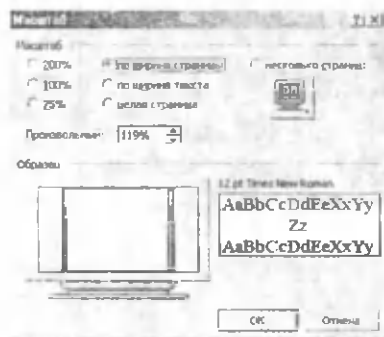 Масштаб
Масштаб
200% по ширине страницы несколько страниц:
100% по ширине текста
75% целая страница
Произвольный: 119%
Образец
12 pt Times New Roman
AaBbCcDdEeXxYy
Zz
AaBbCcDdEeXxYy
ОК Отмена